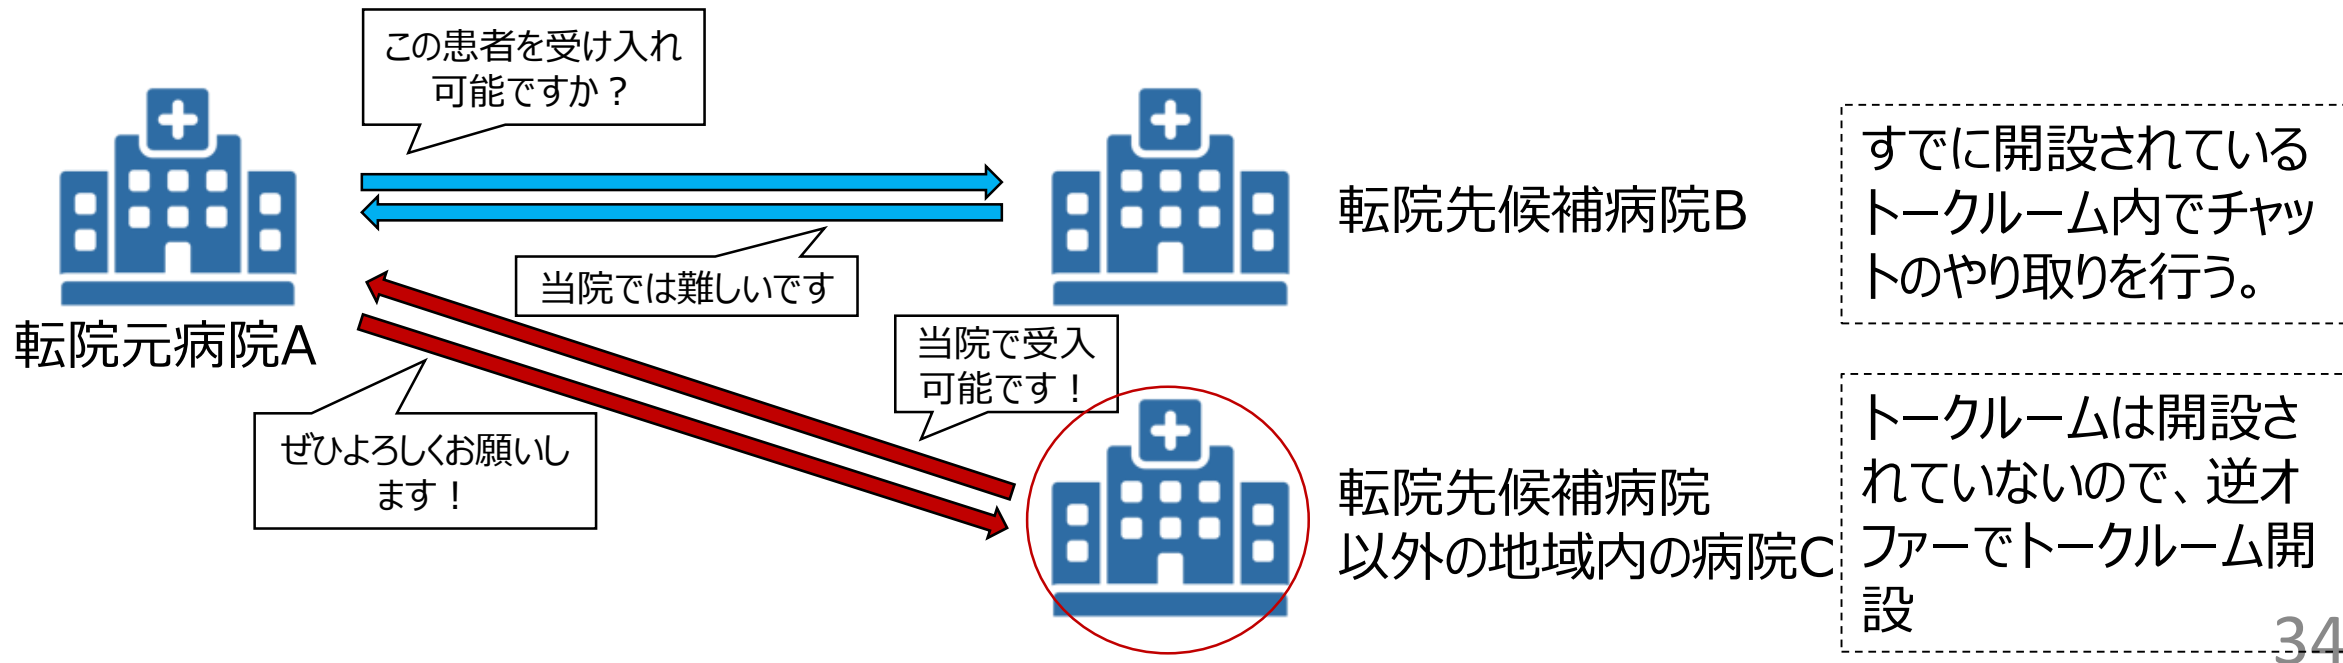 この患者を受け入れ
可能ですか？
転院元病院A
当院では難しいです
転院先候補病院B
すでに開設されている
トークルーム内でチャッ
トのやり取りを行う。
当院で受入
可能です！
ぜひよろしくお願いし
ます！
転院先候補病院
以外の地域内の病院C
トークルームは開設さ
れていないので、逆オ
ファーでトークルーム開
設
34